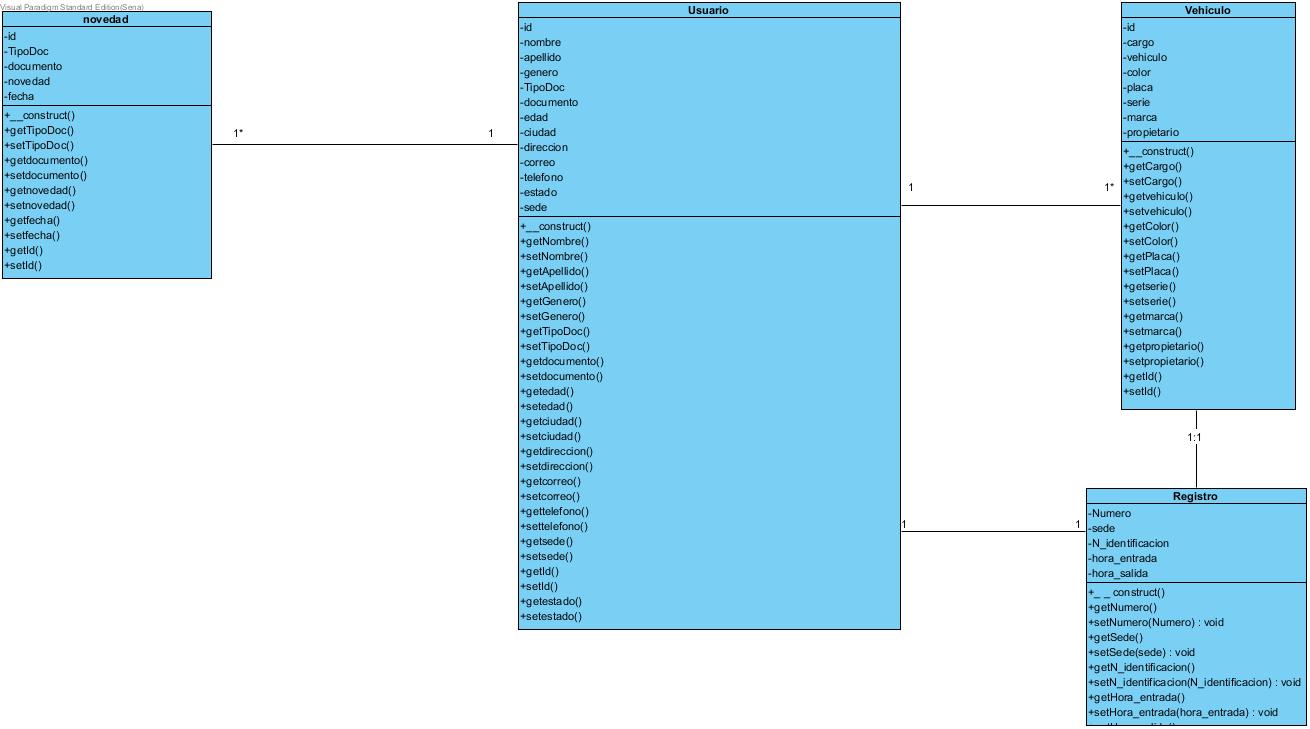 Visual Paradigm Standard Edition(Sena)
novedad
-id
-TipoDoc
-documento
-novedad
-fecha
+__construct()
+getTipoDoc()
+setTipoDoc()
+getdocumento()
+setdocumento()
+getnovedad()
+setnovedad()
+getfecha()
+setfecha()
+getId()
+setId()
1*
1
Usuario
-id
-nombre
-apellido
-genero
-TipoDoc
-documento
-edad
-ciudad
-direccion
-correo
-telefono
-estado
-sede
+__construct()
+getNombre()
+setNombre()
+getApellido()
+setApellido()
+getGenero()
+setGenero()
+getTipoDoc()
+setTipoDoc()
+getdocumento()
+setdocumento()
+getedad()
+setedad()
+getciudad()
+setciudad()
+getdireccion()
+setdireccion()
+getcorreo()
+setcorreo()
+gettelefono()
+settelefono()
+getsede()
+setsede()
+getId()
+setId()
+getestado()
+setestado()
1
1*
Vehiculo
-id
-cargo
-vehiculo
-color
-placa
-serie
-marca
-propietario
+__construct()
+getCargo()
+setCargo()
+getvehiculo()
+setvehiculo()
+getColor()
+setColor()
+getPlaca()
+setPlaca()
+getserie()
+setserie()
+getmarca()
+setmarca()
+getpropietario()
+setpropietario()
+getId()
+setId()
1:1
1
1
Registro
-Numero
-sede
-N_identificacion
-hora_entrada
-hora_salida
+_ _ construct()
+getNumero()
+setNumero(Numero) : void
+getSede()
+setSede(sede) : void
+getN_identificacion()
+setN_identificacion(N_identificacion) : void
+getHora_entrada()
+setHora_entrada(hora_entrada) : void